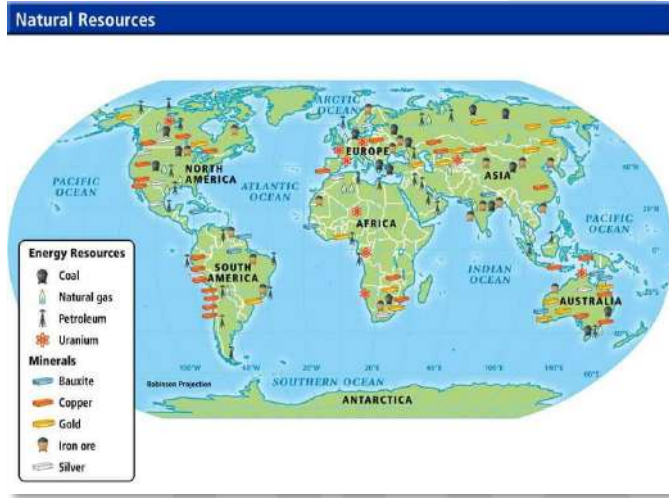 Natural Resources
ARCTIC
OCEAN
EUROPE
NORTH
AMERICA
ASIA
PACIFIC
OCEAN
ATLANTIC
OCEAN
PACIFIC
OCEAN
AFRICA
SOUTH
AMERICA
INDIAN
OCEAN
AUSTRALIA
Energy Resources
Coal
Natural gas
Petroleum
Uranium
Minerals
Bauxite
Copper
Gold
Iron ore
Silver
Robinson Projection
SOUTHERN OCEAN
ANTARCTICA